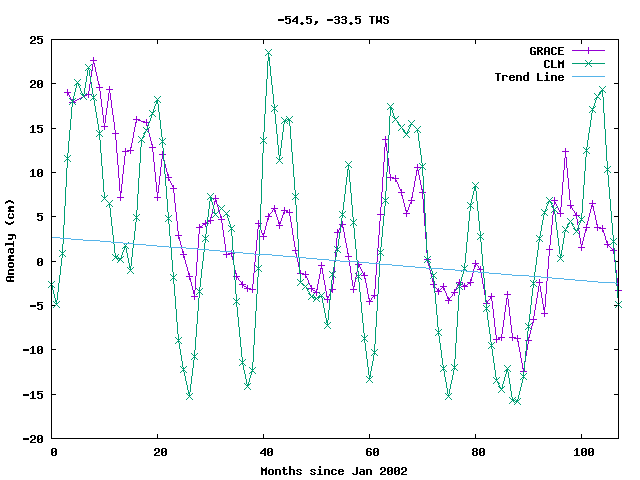 -54.5, -33.5 TWS
GRACE
CLM
Trend Line
25
20
15
10
5
0
-5
-10
-15
-20
Anomaly (cm)
0 20 40 60 80 100
Months since Jan 2002